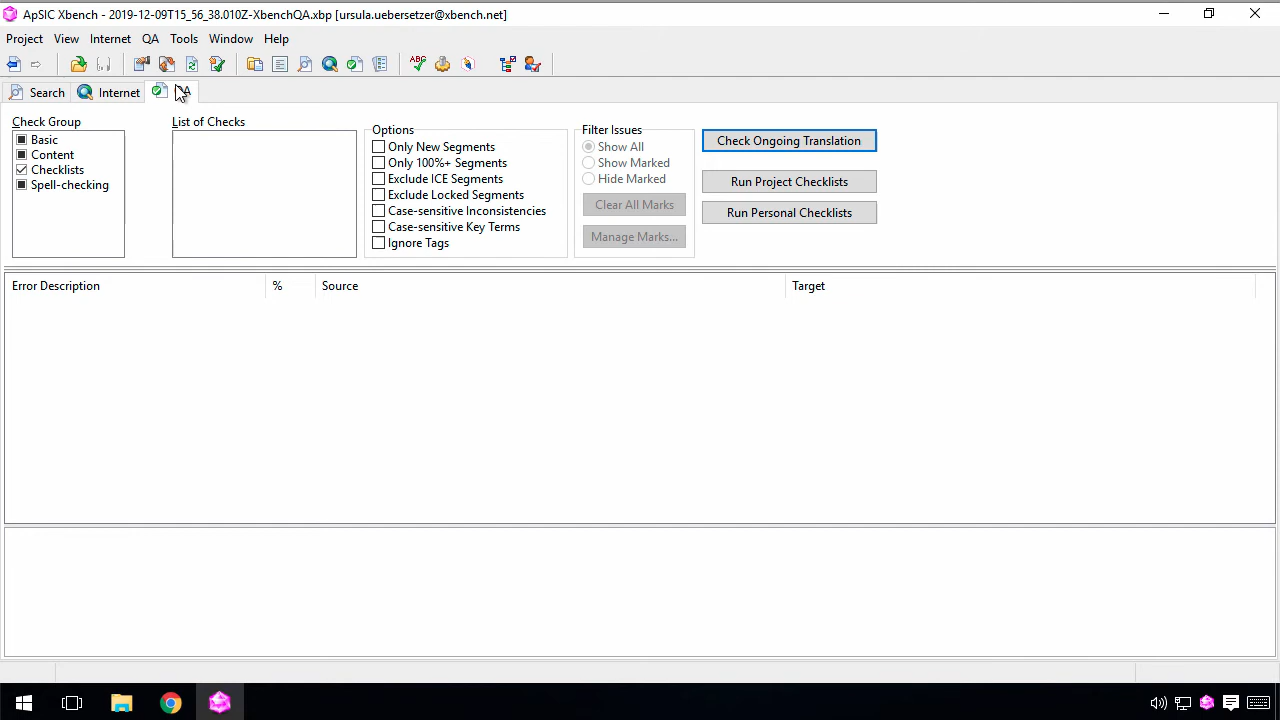 ApSIC Xbench - 2019-12-09T15_56_38.010Z-XbenchQA.xbp [ursula.uebersetzer@xbench.net]
Project View Internet QA Tools Window Help
Search Internet QA
Check Group
Basic
Content
Checklists
Spell-checking
List of Checks
Options
Only New Segments
Only 100%+ Segments
Exclude ICE Segments
Exclude Locked Segments
Case-sensitive Inconsistencies
Case-sensitive Key Terms
Ignore Tags
Filter Issues
Show All
Show Marked
Hide Marked
Clear All Marks
Manage Marks...
Check Ongoing Translation
Run Project Checklists
Run Personal Checklists
Error Description % Source Target